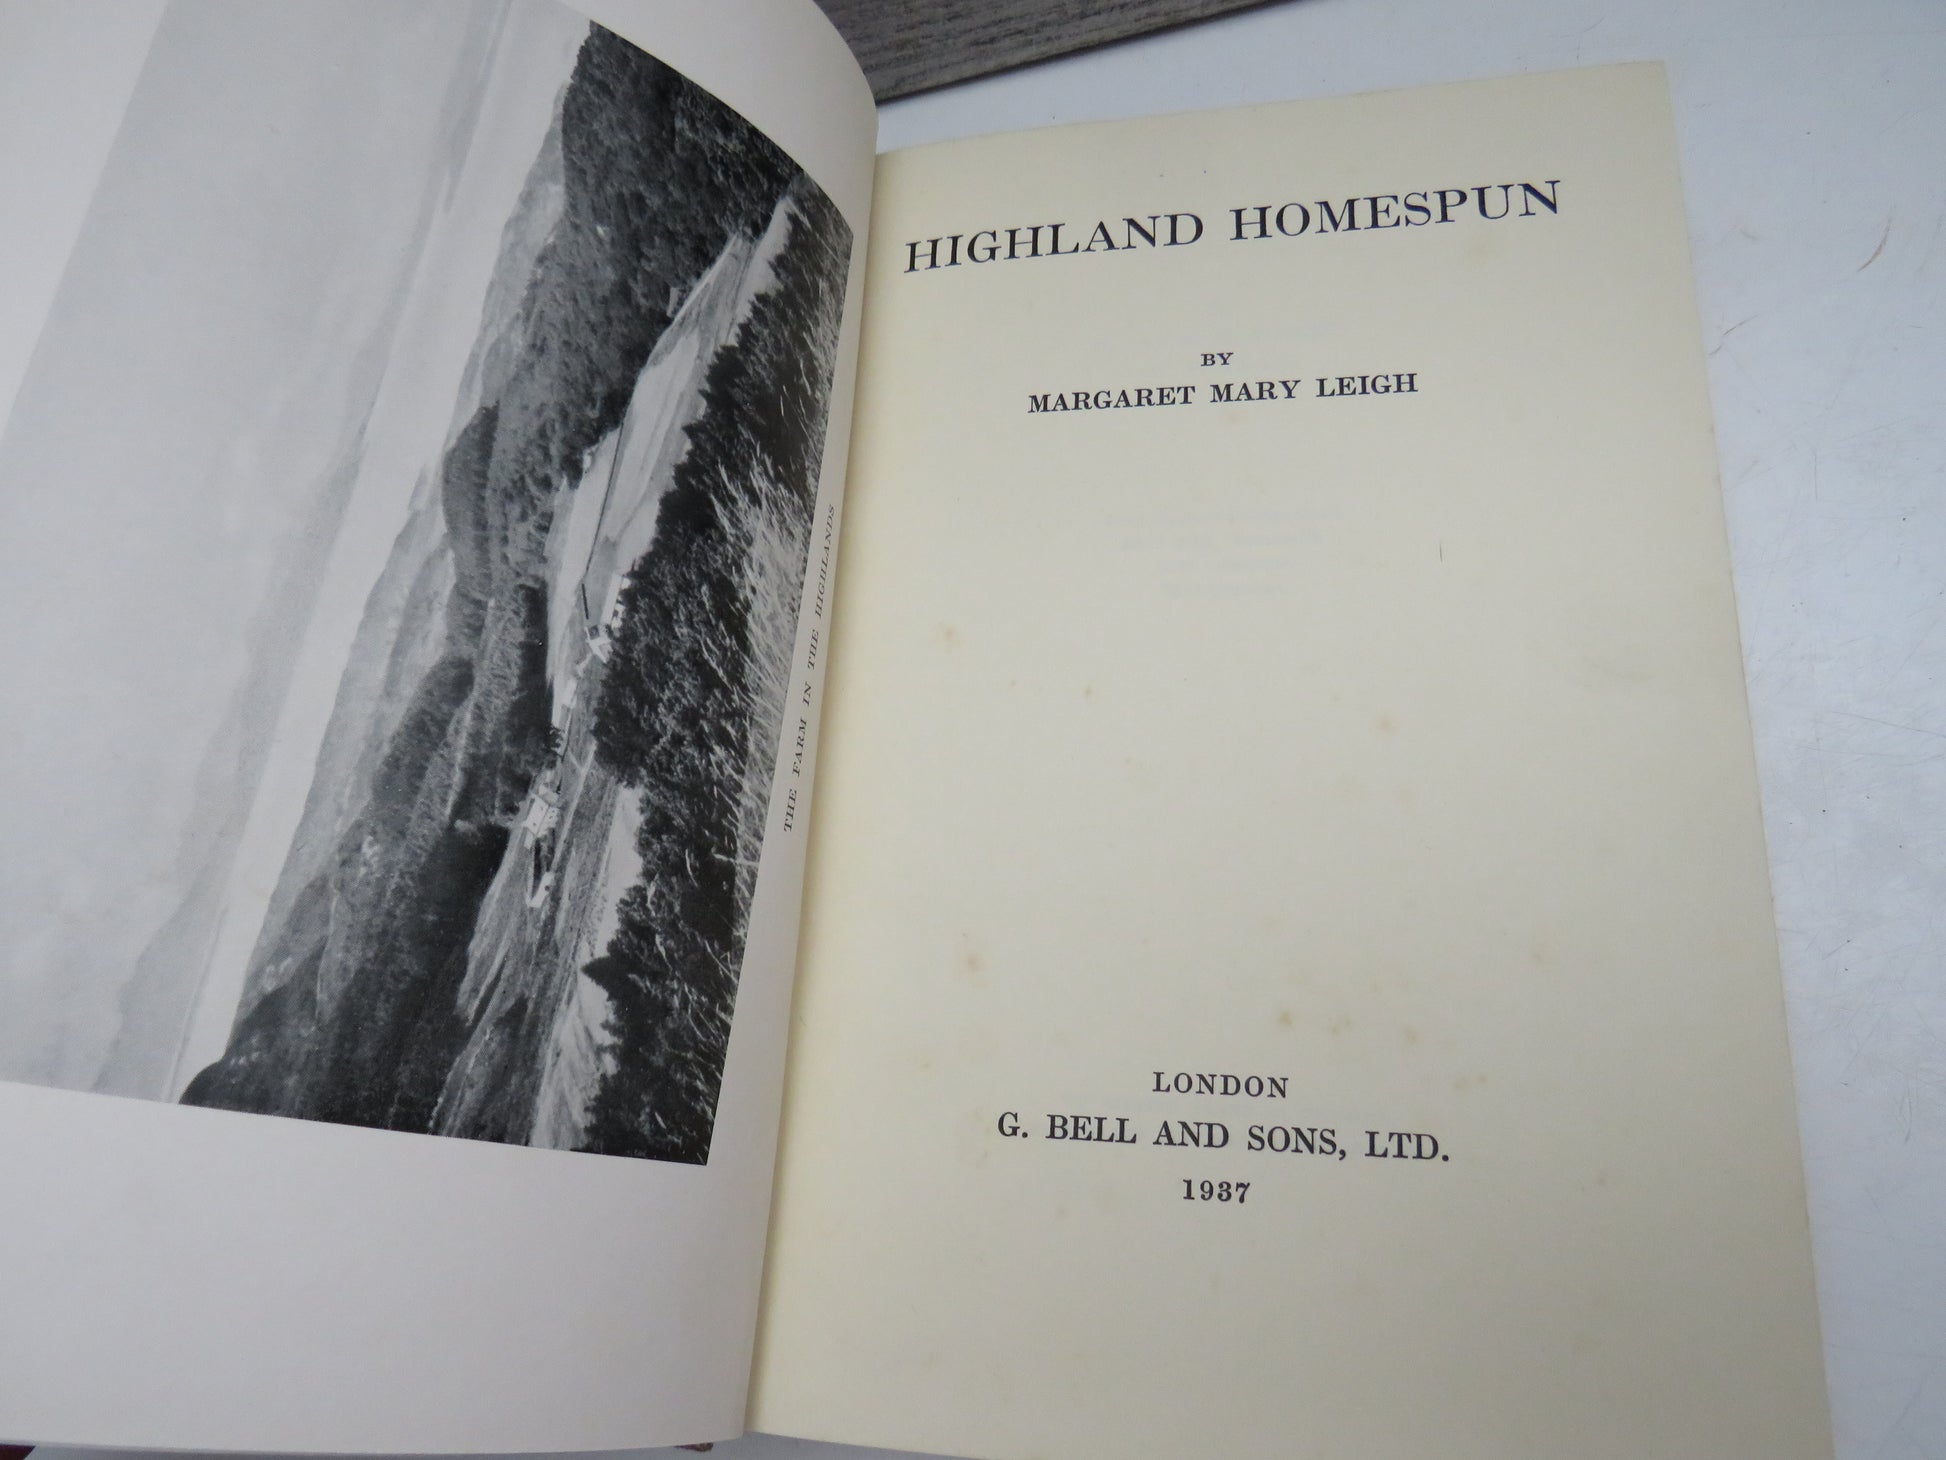 THE FARM IN THE HIGHLANDS
HIGHLAND HOMESPUN
BY
MARGARET MARY LEIGH
LONDON
G. BELL AND SONS, LTD.
1937